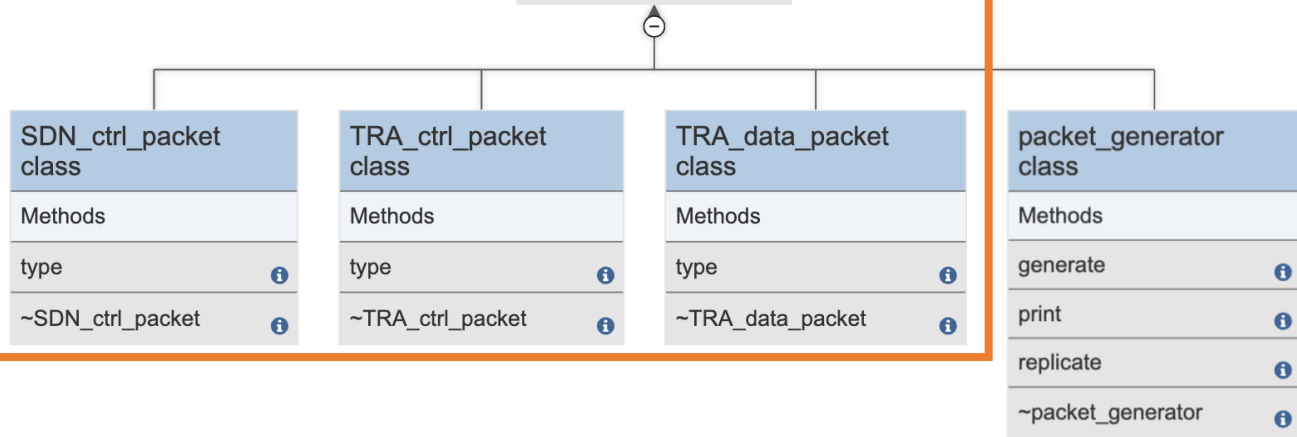 SDN_ctrl_packet
class
Methods
type
~SDN_ctrl_packet
TRA_ctrl_packet
class
Methods
type
~TRA_ctrl_packet
TRA_data_packet
class
Methods
type
~TRA_data_packet
packet_generator
class
Methods
generate
print
replicate
~packet_generator